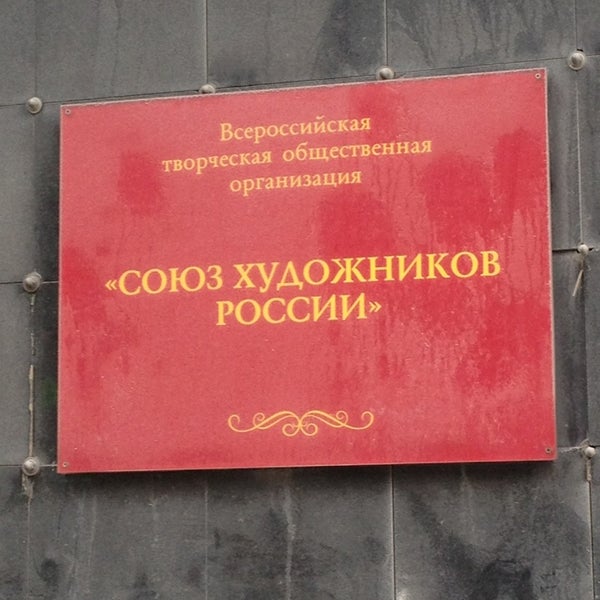 Всероссийская
творческая общественная
организация
«СОЮЗ ХУДОЖНИКОВ
РОССИИ»